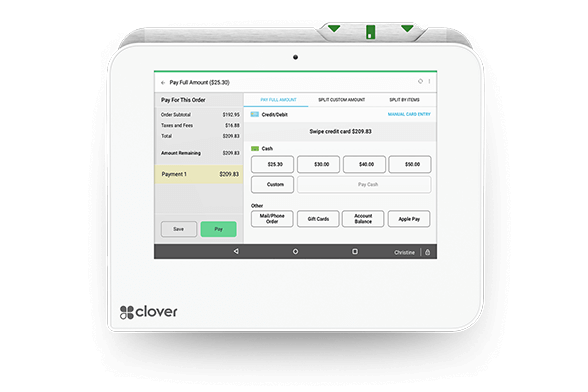 ← Pay Full Amount ($25.30)
Pay For This Order
Order Subtotal $192.95
Taxes and Fees $16.88
Total $209.83
Amount Remaining $209.83
Payment 1 $209.83
Save Pay
PAY FULL AMOUNT SPLIT CUSTOM AMOUNT SPLIT BY ITEMS
Credit/Debit MANUAL CARD ENTRY
Swipe credit card $209.83
Cash
$25.30 $30.00 $40.00 $50.00
Custom Pay Cash
Other
Mail/Phone
Order
Gift Cards
Account
Balance
Apple Pay
Christine
clover